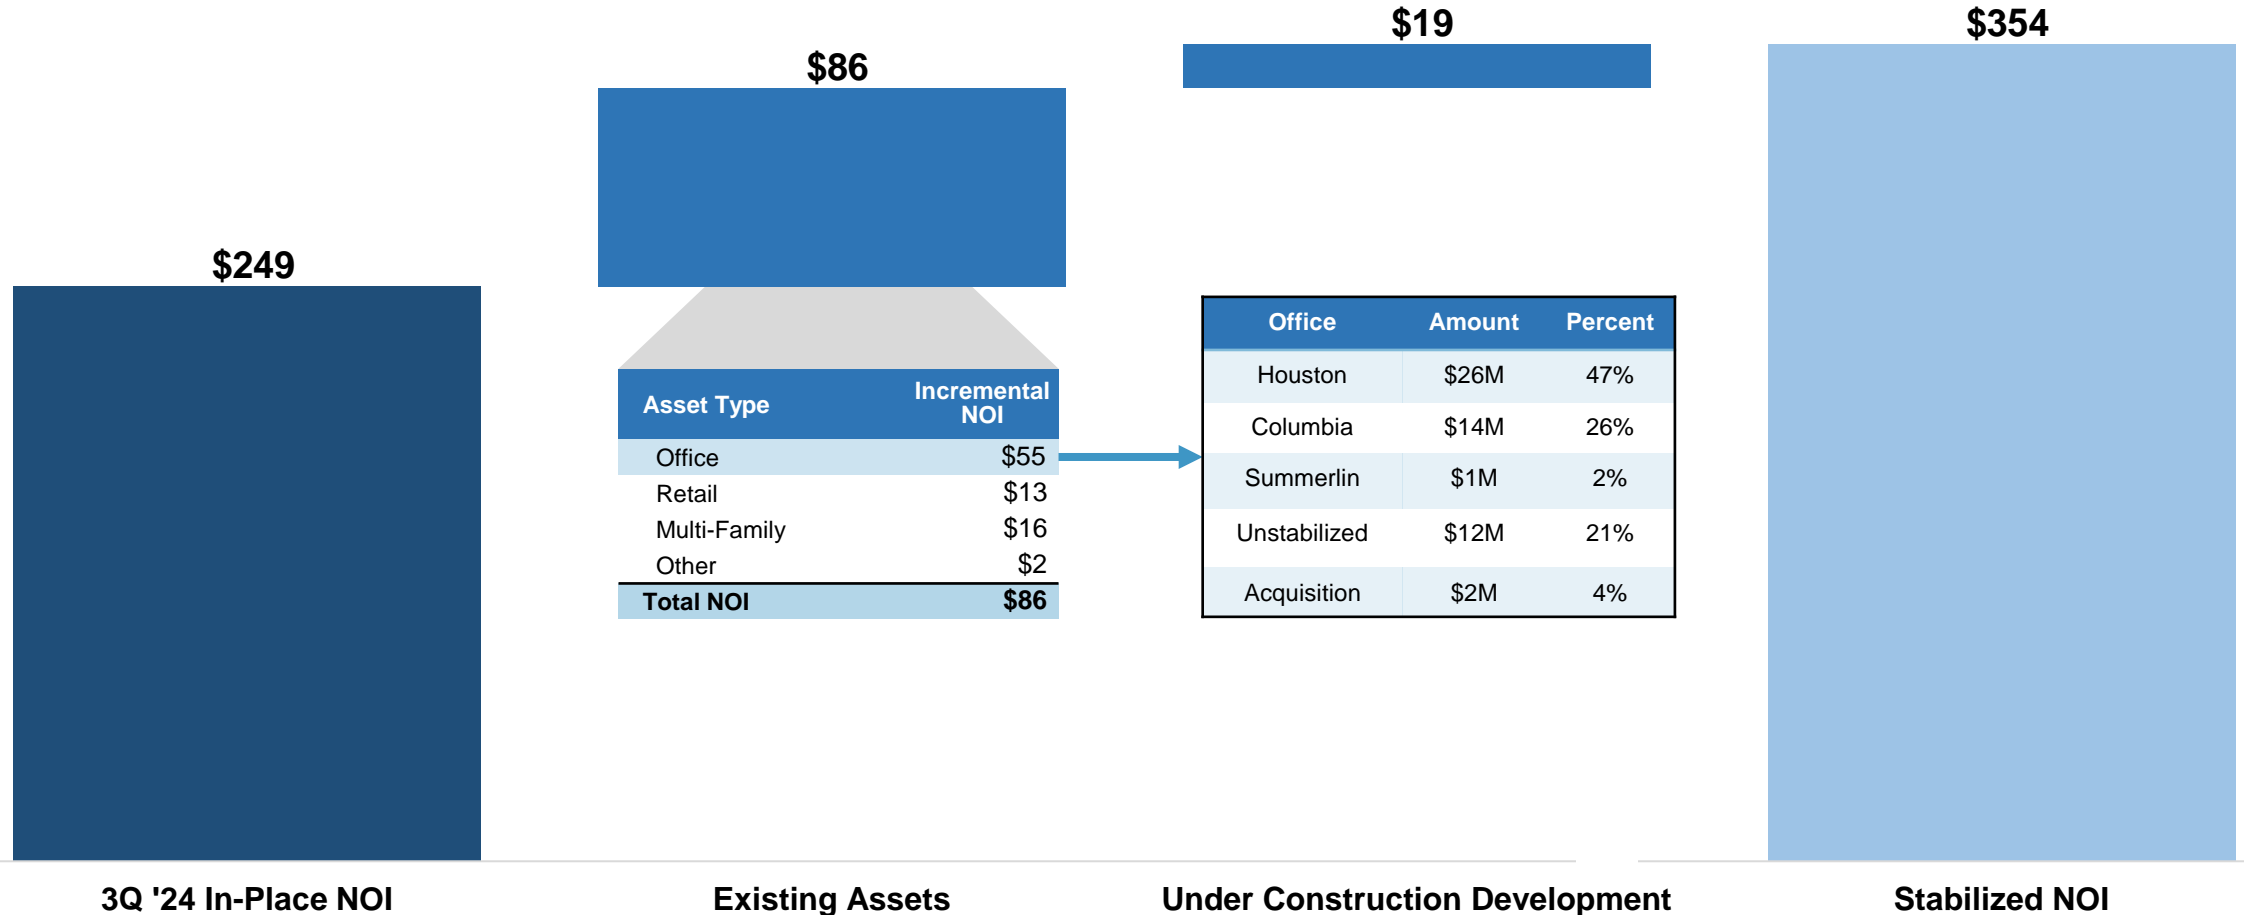 $19
$354
$86
$249
Asset Type Incremental
NOI
Office $55
Retail $13
Multi-Family $16
Other $2
Total NOI $86
Office Amount Percent
Houston $26M 47%
Columbia $14M 26%
Summerlin $1M 2%
Unstabilized $12M 21%
Acquisition $2M 4%
3Q '24 In-Place NOI
Existing Assets
Under Construction Development
Stabilized NOI